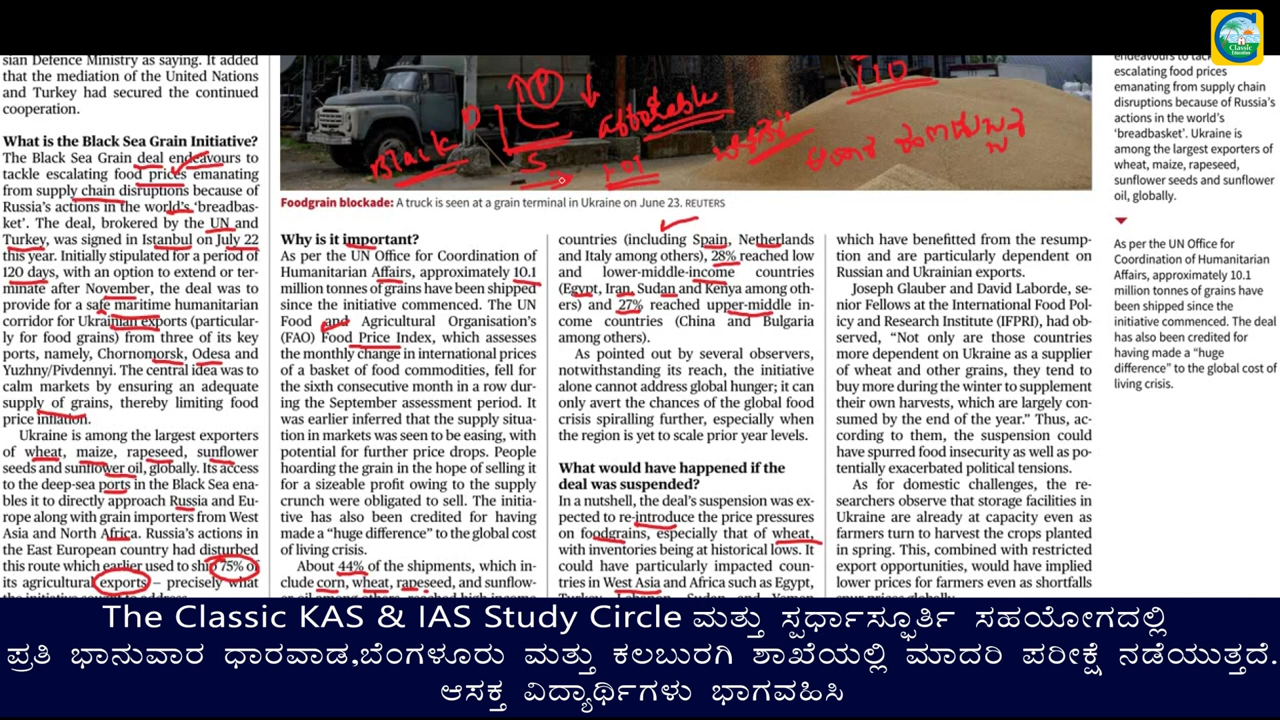 Classic
Education
sian Defence Ministry as saying. It added
that the mediation of the United Nations
and Turkey had secured the continued
cooperation.
What is the Black Sea Grain Initiative?
The Black Sea Grain deal endeavours to
tackle escalating food prices emanating
from supply chain disruptions because of
Russia's actions in the world's 'breadbas-
ket'. The deal, brokered by the UN and
Turkey, was signed in Istanbul on July 22
this year. Initially stipulated for a period of
120 days, with an option to extend or ter-
minate after November, the deal was to
provide for a safe maritime humanitarian
corridor for Ukrainian exports (particular-
ly for food grains) from three of its key
ports, namely, Chornomorsk, Odesa and
Yuzhny/Pivdennyi. The central idea was to
calm markets by ensuring an adequate
supply of grains, thereby limiting food
price inflation.
Ukraine is among the largest exporters
of wheat, maize, rapeseed, sunflower
seeds and sunflower oil, globally. Its access
to the deep-sea ports in the Black Sea ena-
bles it to directly approach Russia and Eu-
rope along with grain importers from West
Asia and North Africa. Russia's actions in
the East European country had disturbed
this route which earlier used to ship 75% of
its agricultural exports – precisely what
the initiative sought to address.
Black
affordable
Foodgrain blockade: A truck is seen at a grain terminal in Ukraine on June 23. REUTERS
Why is it important?
As per the UN Office for Coordination of
Humanitarian Affairs, approximately 10.1
million tonnes of grains have been shipped
since the initiative commenced. The UN
Food and Agricultural Organisation's
(FAO) Food Price Index, which assesses
the monthly change in international prices
of a basket of food commodities, fell for
the sixth consecutive month in a row dur-
ing the September assessment period. It
was earlier inferred that the supply situa-
tion in markets was seen to be easing, with
potential for further price drops. People
hoarding the grain in the hope of selling it
for a sizeable profit owing to the supply
crunch were obligated to sell. The initia-
tive has also been credited for having
made a "huge difference" to the global cost
of living crisis.
About 44% of the shipments, which in-
clude corn, wheat, rapeseed, and sunflow-
er oil among others, reached high income
countries (including Spain, Netherlands
and Italy among others), 28% reached low
and lower-middle-income countries
(Egypt, Iran, Sudan and Kenya among oth-
ers) and 27% reached upper-middle in-
come countries (China and Bulgaria
among others).
As pointed out by several observers,
notwithstanding its reach, the initiative
alone cannot address global hunger; it can
only avert the chances of the global food
crisis spiralling further, especially when
the region is yet to scale prior year levels.
What would have happened if the
deal was suspended?
In a nutshell, the deal's suspension was ex-
pected to re-introduce the price pressures
on foodgrains, especially that of wheat,
with inventories being at historical lows. It
could have particularly impacted coun-
tries in West Asia and Africa such as Egypt,
Turkey, Lebanon, Sudan and Yemen
which have benefitted from the resump-
tion and are particularly dependent on
Russian and Ukrainian exports.
Joseph Glauber and David Laborde, se-
nior Fellows at the International Food Pol-
icy and Research Institute (IFPRI), had ob-
served, "Not only are those countries
more dependent on Ukraine as a supplier
of wheat and other grains, they tend to
buy more during the winter to supplement
their own harvests, which are largely con-
sumed by the end of the year." Thus, ac-
cording to them, the suspension could
have spurred food insecurity as well as po-
tentially exacerbated political tensions.
As for domestic challenges, the re-
searchers observe that storage facilities in
Ukraine are already at capacity even as
farmers turn to harvest the crops planted
in spring. This, combined with restricted
export opportunities, would have implied
lower prices for farmers even as shortfalls
spur prices globally.
endeavours to tackle
escalating food prices
emanating from supply chain
disruptions because of Russia's
actions in the world's
'breadbasket'. Ukraine is
among the largest exporters of
wheat, maize, rapeseed,
sunflower seeds and sunflower
oil, globally.
As per the UN Office for
Coordination of Humanitarian
Affairs, approximately 10.1
million tonnes of grains have
been shipped since the
initiative commenced. The deal
has also been credited for
having made a "huge
difference" to the global cost of
living crisis.
The Classic KAS & IAS Study Circle ಮತ್ತು ಸ್ಪರ್ಧಾಸ್ಫೂರ್ತಿ ಸಹಯೋಗದಲ್ಲಿ
ಪ್ರತಿ ಭಾನುವಾರ ಧಾರವಾಡ,ಬೆಂಗಳೂರು ಮತ್ತು ಕಲಬುರಗಿ ಶಾಖೆಯಲ್ಲಿ ಮಾದರಿ ಪರೀಕ್ಷೆ ನಡೆಯುತ್ತದೆ.
ಆಸಕ್ತ ವಿದ್ಯಾರ್ಥಿಗಳು ಭಾಗವಹಿಸಿ